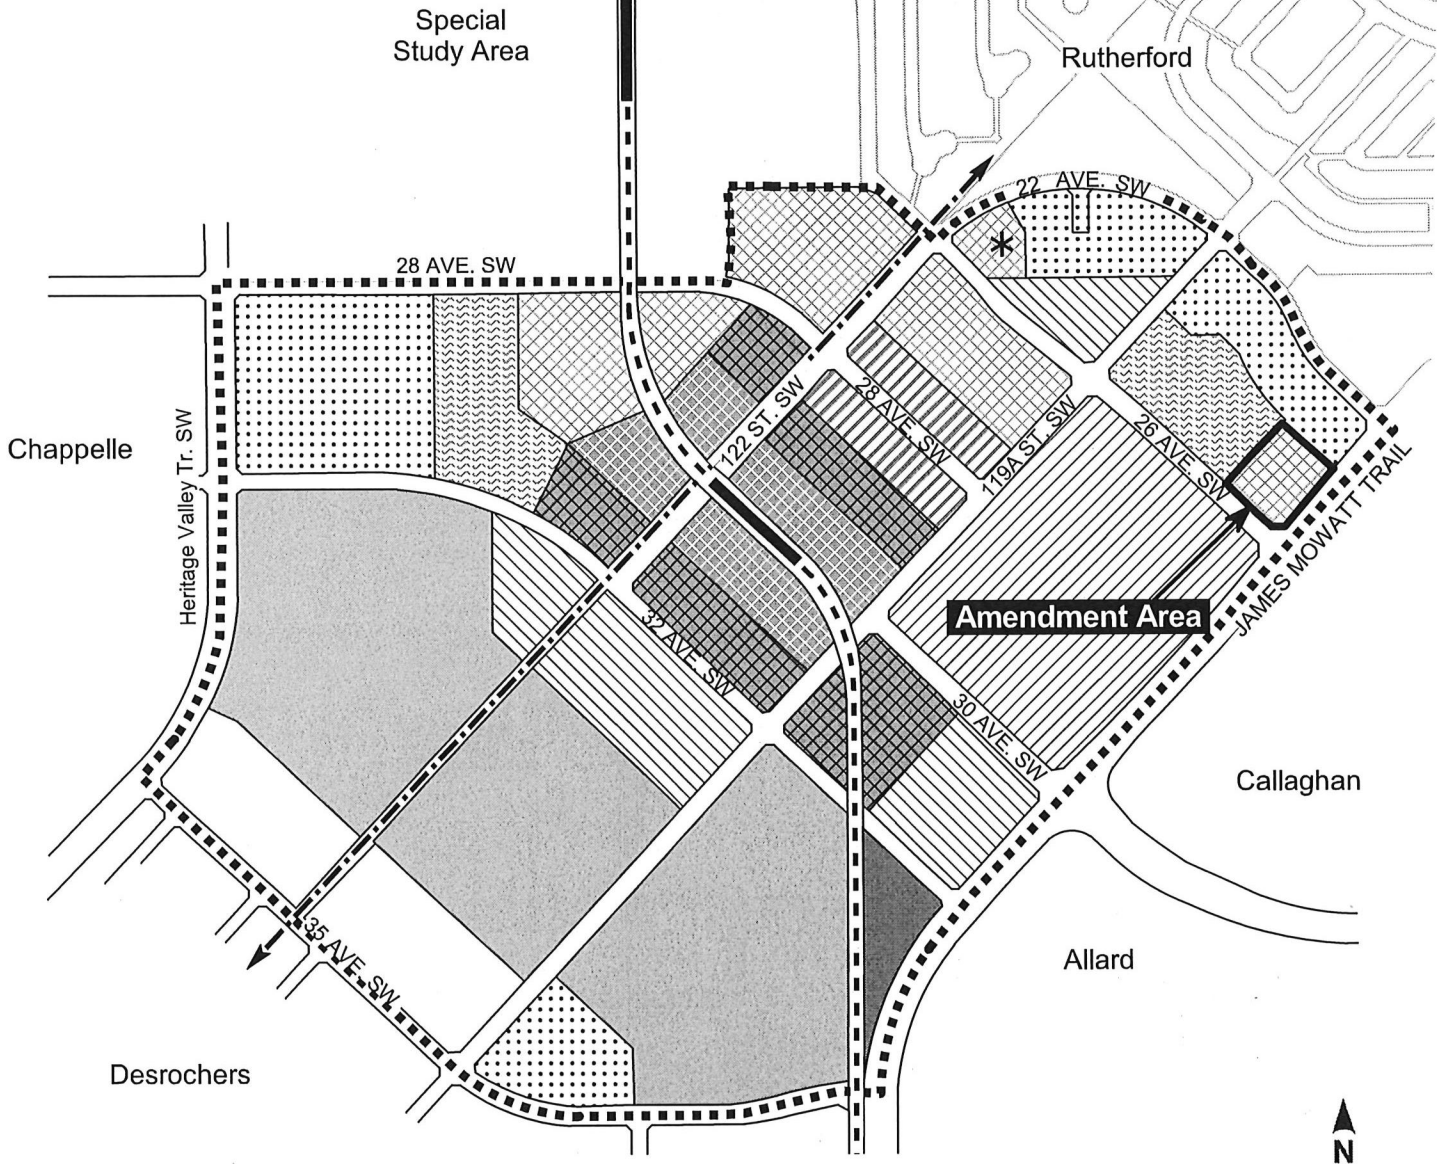 Special
Study Area
Rutherford
22 AVE. SW
28 AVE. SW
122 ST. SW
28 AVE. SW
119A ST. SW
26 AVE. SW
Chappelle
Heritage Valley Tr. SW
JAMES MOWATT TRAIL
Amendment Area
32 AVE. SW
30 AVE. SW
Callaghan
35 AVE. SW
Allard
Desrochers
N